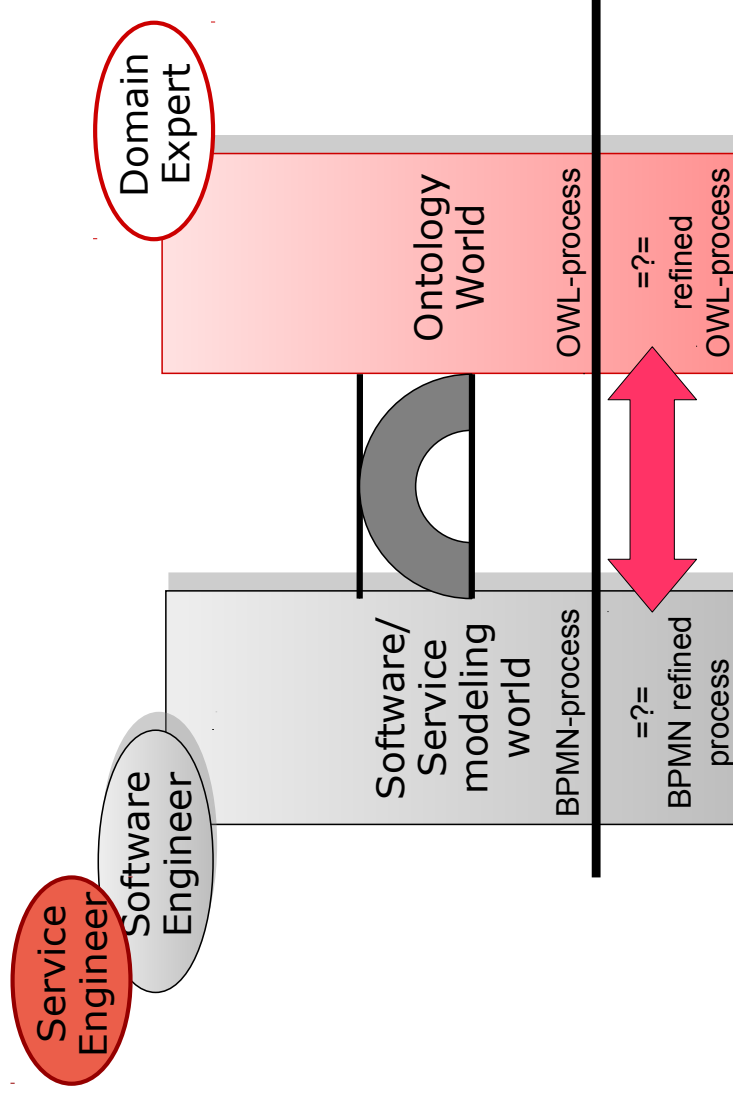 Service
Engineer
Software
Engineer
Domain
Expert
Software/
Service
modeling
world
BPMN-process
Ontology
World
OWL-process
=?=
BPMN refined
process
=?=
refined
OWL-process